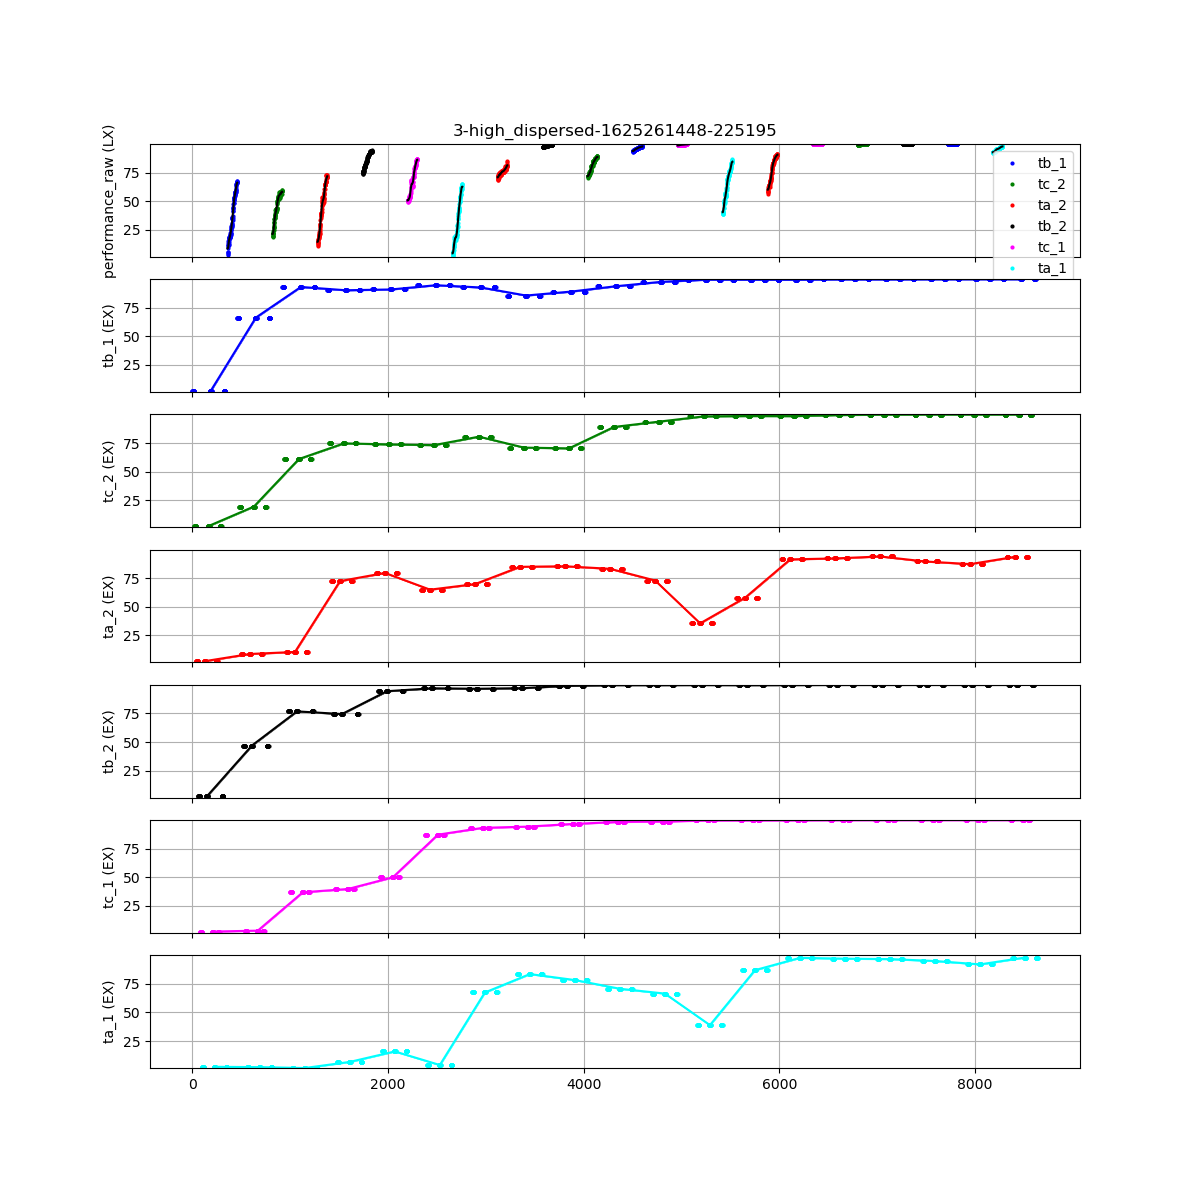 3-high_dispersed-1625261448-225195
performance_raw (LX)
75
50
25
tb_1
tc_2
ta_2
tb_2
tc_1
ta_1
tb_1 (EX)
75
50
25
tc_2 (EX)
75
50
25
ta_2 (EX)
75
50
25
tb_2 (EX)
75
50
25
tc_1 (EX)
75
50
25
ta_1 (EX)
75
50
25
0 2000 4000 6000 8000